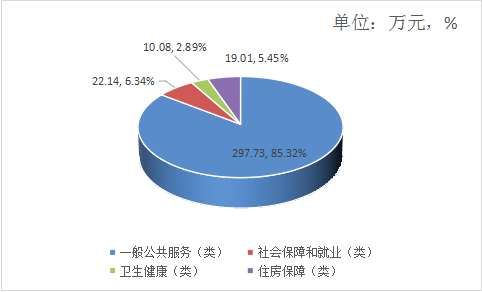 单位：万元，%
10.08, 2.89%
19.01, 5.45%
22.14, 6.34%
297.73, 85.32%
一般公共服务（类） 社会保障和就业（类）
卫生健康（类） 住房保障（类）